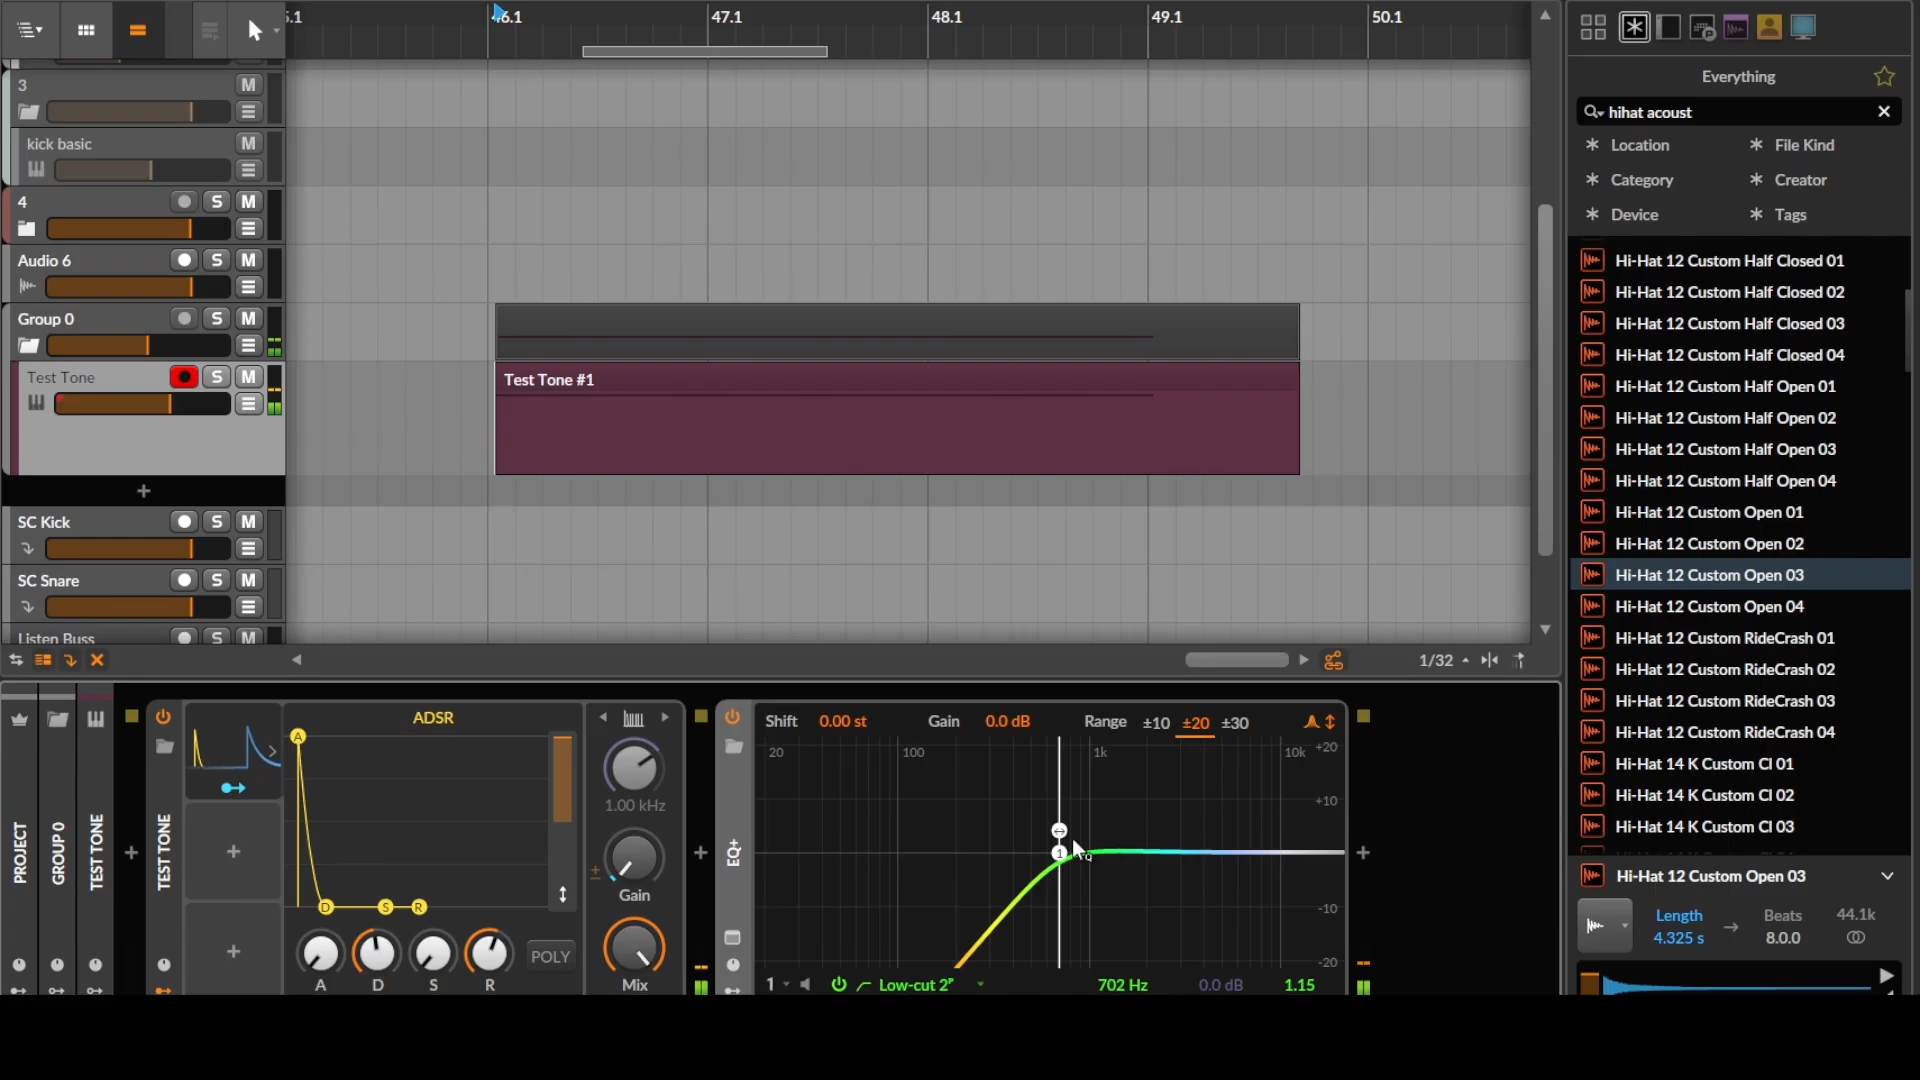 5.1
46.1
47.1
48.1
49.1
50.1
3
M
kick basic
M
4
S
M
Audio 6
S
M
Group 0
S
M
Test Tone
S
M
Test Tone #1
+
SC Kick
S
M
SC Snare
S
M
Listen Buss
S
M
1/32
Everything
hihat acoust
Location
File Kind
Category
Creator
Device
Tags
Hi-Hat 12 Custom Half Closed 01
Hi-Hat 12 Custom Half Closed 02
Hi-Hat 12 Custom Half Closed 03
Hi-Hat 12 Custom Half Closed 04
Hi-Hat 12 Custom Half Open 01
Hi-Hat 12 Custom Half Open 02
Hi-Hat 12 Custom Half Open 03
Hi-Hat 12 Custom Half Open 04
Hi-Hat 12 Custom Open 01
Hi-Hat 12 Custom Open 02
Hi-Hat 12 Custom Open 03
Hi-Hat 12 Custom Open 04
Hi-Hat 12 Custom RideCrash 01
Hi-Hat 12 Custom RideCrash 02
Hi-Hat 12 Custom RideCrash 03
Hi-Hat 12 Custom RideCrash 04
Hi-Hat 14 K Custom Cl 01
Hi-Hat 14 K Custom Cl 02
Hi-Hat 14 K Custom Cl 03
Hi-Hat 12 Custom Open 03
Length
Beats
44.1k
4.325 s
8.0.0
PROJECT
GROUP 0
TEST TONE
TEST TONE
ADSR
A
D
S
R
A
D
S
R
POLY
1.00 kHz
Gain
Mix
EQ+
Shift
0.00 st
Gain
0.0 dB
Range
±10
±20
±30
20
100
1k
10k
+20
+10
-10
-20
1
Q
1
Low-cut 2P
702 Hz
0.0 dB
1.15